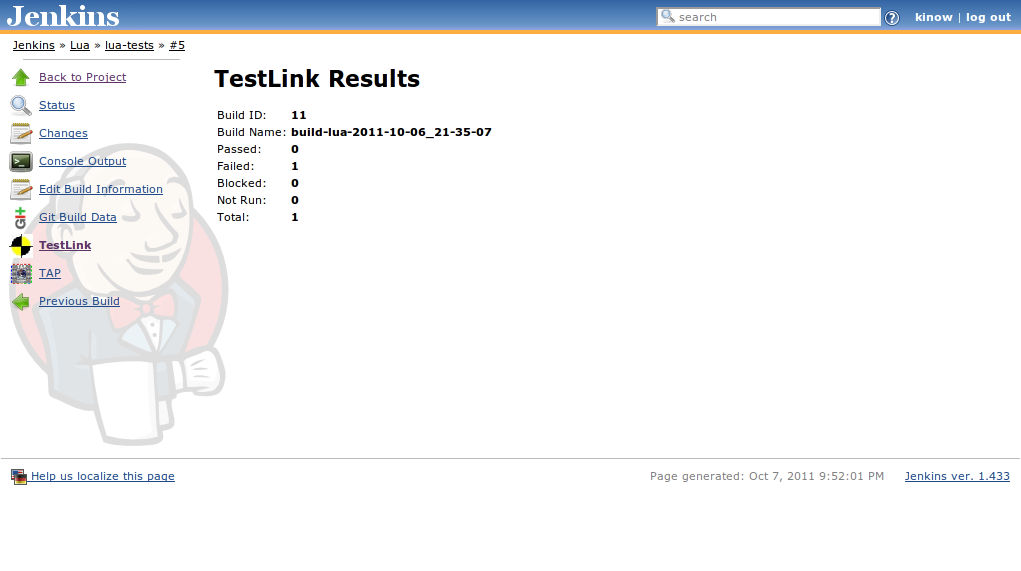 Jenkins
search
kinow | log out
Jenkins » Lua » lua-tests » #5
Back to Project
Status
Changes
Console Output
Edit Build Information
Git Build Data
TestLink
TAP
Previous Build
TestLink Results
Build ID: 11
Build Name: build-lua-2011-10-06_21-35-07
Passed: 0
Failed: 1
Blocked: 0
Not Run: 0
Total: 1
Help us localize this page
Page generated: Oct 7, 2011 9:52:01 PM Jenkins ver. 1.433